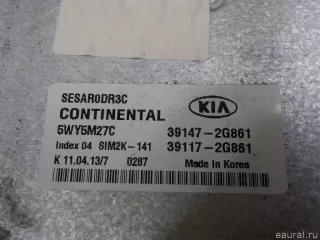 SESAR0DR3C
CONTINENTAL KIA
5WY5M27C 39147-2G861
Index 04 SIM2K-141 39117-2G861
K 11.04.13/7 0287 Made In Korea
© eaural.ru